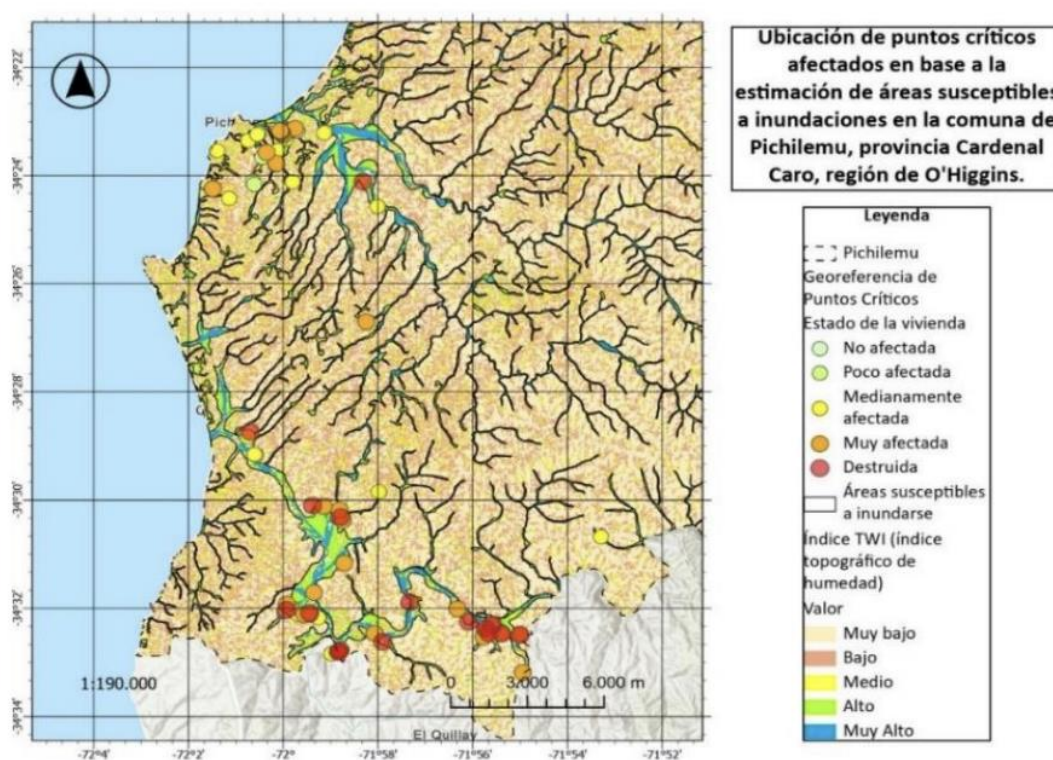 Ubicación de puntos críticos
afectados en base a la
estimación de áreas susceptibles
a inundaciones en la comuna de
Pichilemu, provincia Cardenal
Caro, región de O'Higgins.
Leyenda
Pichilemu
Georeferencia de
Puntos Críticos
Estado de la vivienda
No afectada
Poco afectada
Medianamente
afectada
Muy afectada
Destruida
Áreas susceptibles
a inundarse
Índice TWI (índice
topográfico de
humedad)
Valor
Muy bajo
Bajo
Medio
Alto
Muy Alto
Pich
-34°22'
-34°24'
-34°26'
-34°28'
-34°30'
-34°32'
-34°34'
1:190.000
0 3.000 6.000 m
El Quillay
-72°4' -72°2' -72° -71°58' -71°56' -71°54' -71°52'